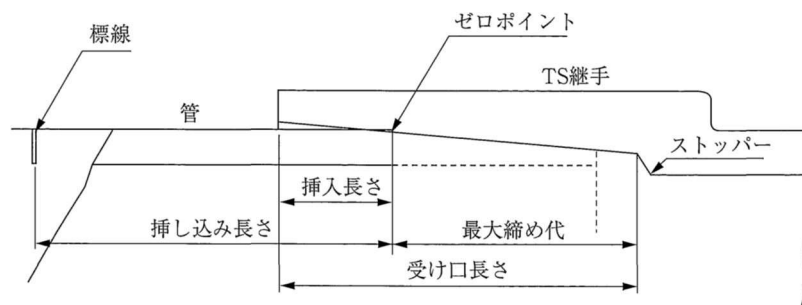 標線
ゼロポイント
TS継手
管
ストッパー
挿入長さ
挿し込み長さ
最大締め代
受け口長さ